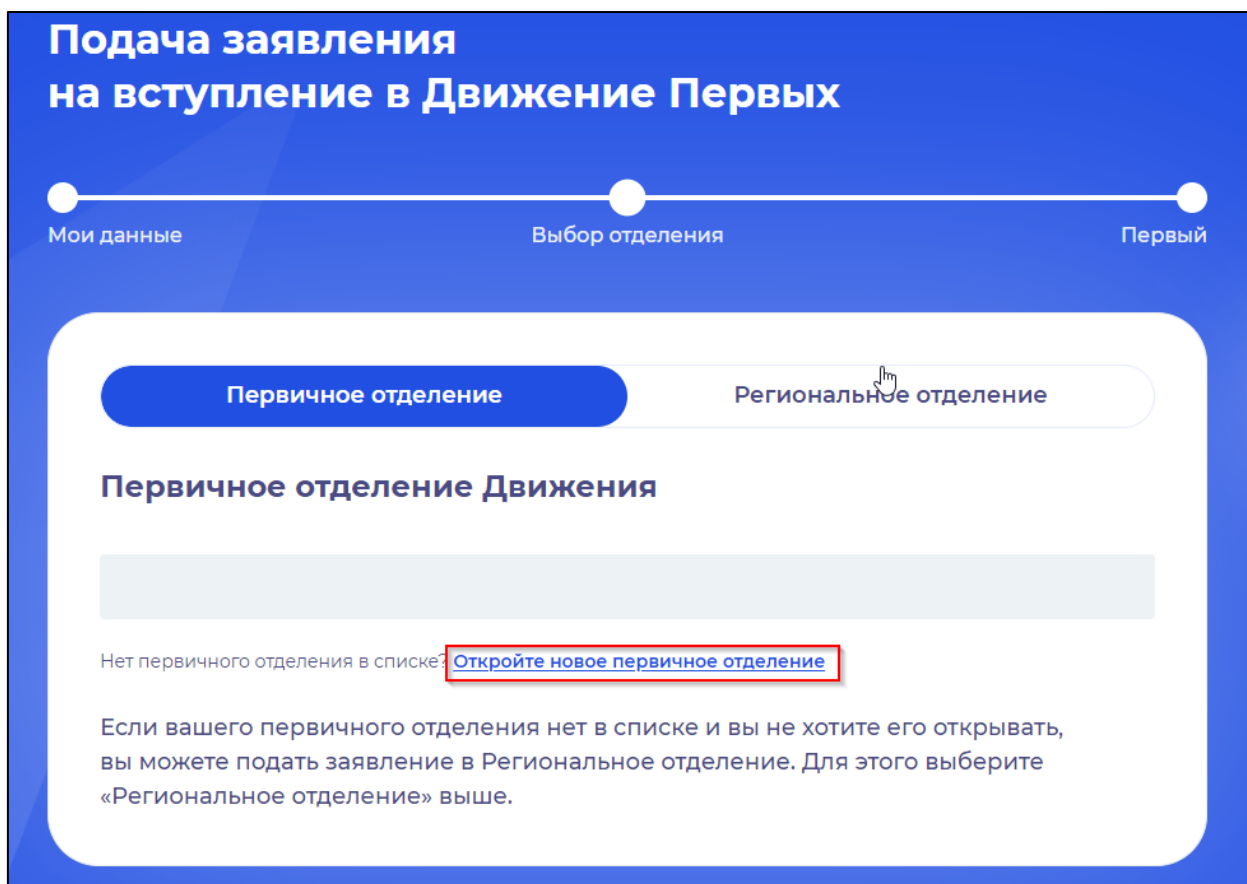 Подача заявления
на вступление в Движение Первых
Мои данные
Выбор отделения
Первый
Первичное отделение
Региональное отделение
Первичное отделение Движения
Нет первичного отделения в списке? Откройте новое первичное отделение
Если вашего первичного отделения нет в списке и вы не хотите его открывать,
вы можете подать заявление в Региональное отделение. Для этого выберите
«Региональное отделение» выше.